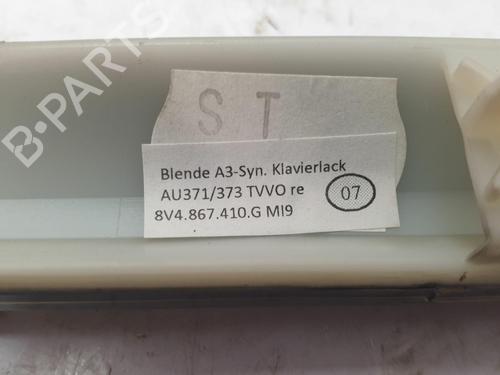 B-PARTS
S T
Blende A3-Syn. Klavierlack
AU371/373 TVVO re
07
8V4.867.410.G MI9